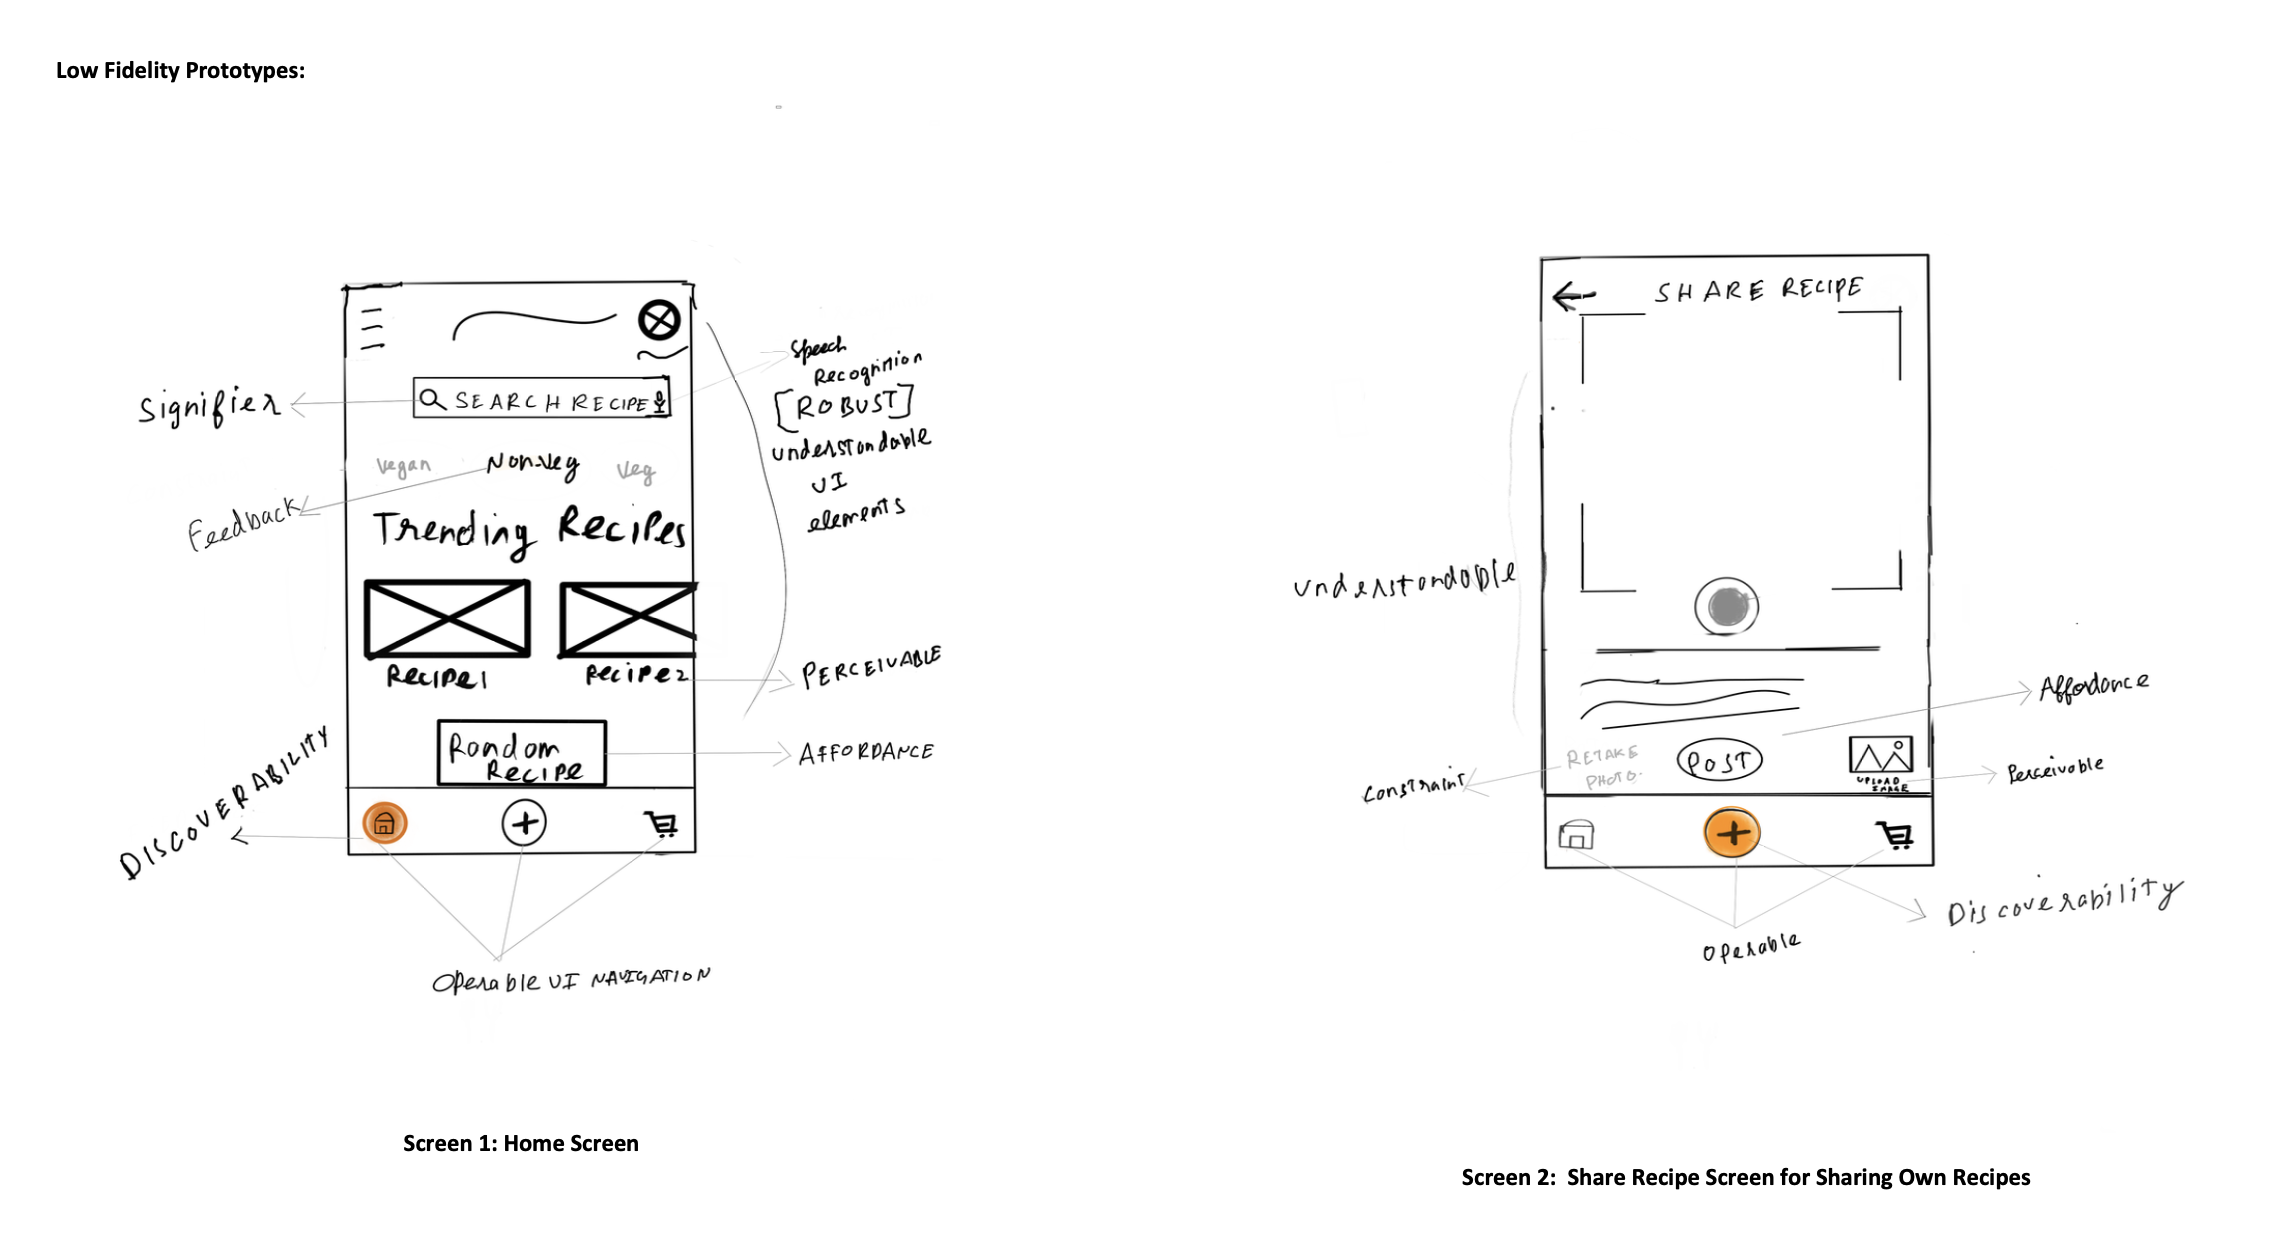 Low Fidelity Prototypes:
Signifier
SEARCH RECIPE
Speech
Recognition
[ROBUST]
understandable
UI
elements
Vegan Non-Veg Veg
Feedback
Trending Recipes
Recipe1 Recipe2
PERCEIVABLE
Random
Recipe
AFFORDANCE
DISCOVERABILITY
Operable UI NAVIGATION
Screen 1: Home Screen
SHARE RECIPE
Understandable
Affordance
RETAKE
PHOTO.
POST
UPLOAD
IMAGE
Constraint
Perceivable
Discoverability
Operable
Screen 2: Share Recipe Screen for Sharing Own Recipes